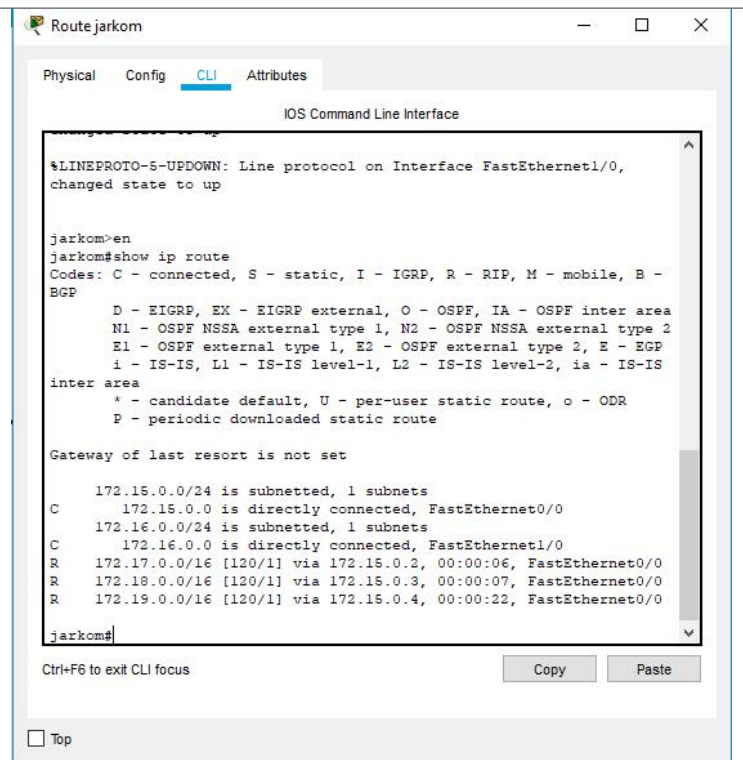 Route jarkom
Physical Config CLI Attributes
IOS Command Line Interface
changed state to up
%LINEPROTO-5-UPDOWN: Line protocol on Interface FastEthernet1/0,
changed state to up
jarkom>en
jarkom#show ip route
Codes: C - connected, S - static, I - IGRP, R - RIP, M - mobile, B -
BGP
D - EIGRP, EX - EIGRP external, O - OSPF, IA - OSPF inter area
N1 - OSPF NSSA external type 1, N2 - OSPF NSSA external type 2
E1 - OSPF external type 1, E2 - OSPF external type 2, E - EGP
i - IS-IS, L1 - IS-IS level-1, L2 - IS-IS level-2, ia - IS-IS
inter area
* - candidate default, U - per-user static route, o - ODR
P - periodic downloaded static route
Gateway of last resort is not set
172.15.0.0/24 is subnetted, 1 subnets
C 172.15.0.0 is directly connected, FastEthernet0/0
172.16.0.0/24 is subnetted, 1 subnets
C 172.16.0.0 is directly connected, FastEthernet1/0
R 172.17.0.0/16 [120/1] via 172.15.0.2, 00:00:06, FastEthernet0/0
R 172.18.0.0/16 [120/1] via 172.15.0.3, 00:00:07, FastEthernet0/0
R 172.19.0.0/16 [120/1] via 172.15.0.4, 00:00:22, FastEthernet0/0
jarkom#
Ctrl+F6 to exit CLI focus
Copy Paste
Top